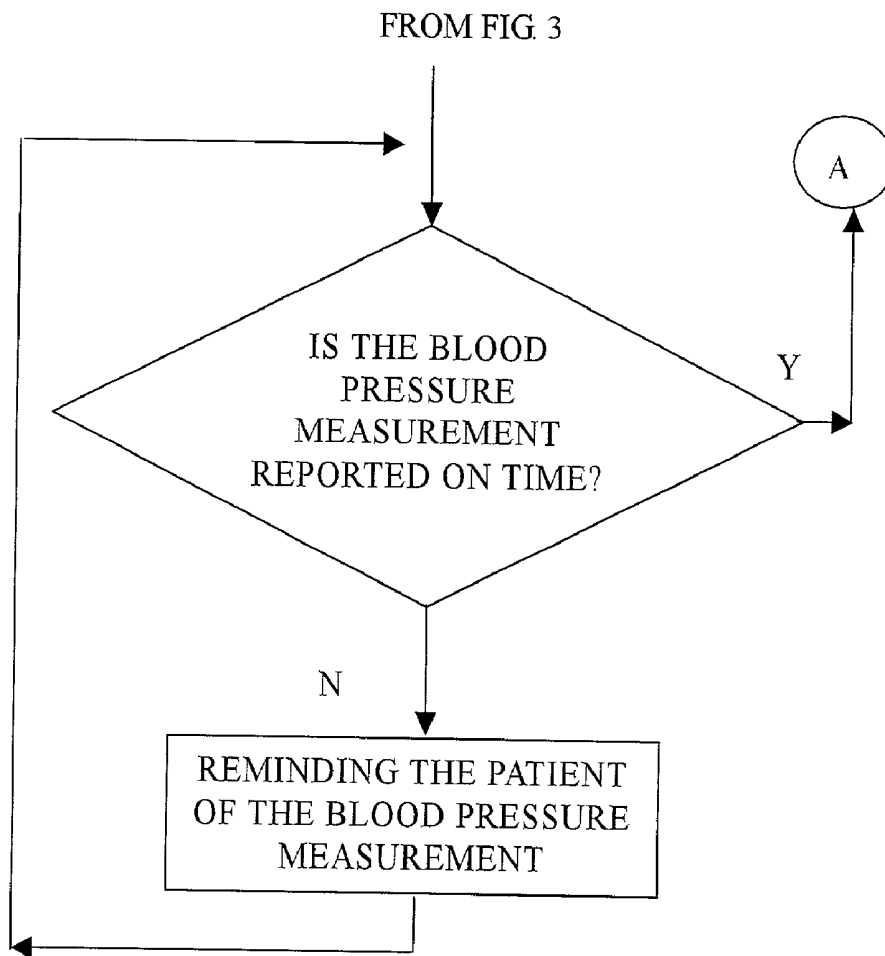 FROM FIG. 3
A
IS THE BLOOD
PRESSURE
MEASUREMENT
REPORTED ON TIME?
Y
N
REMINDING THE PATIENT
OF THE BLOOD PRESSURE
MEASUREMENT